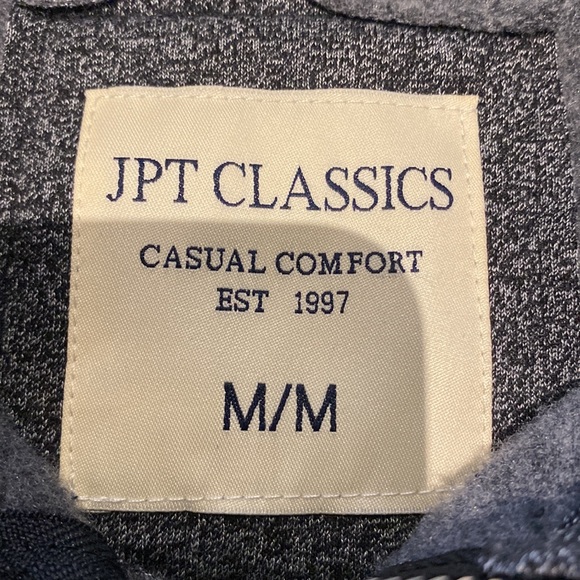 JPT CLASSICS
CASUAL COMFORT
EST 1997
M/M